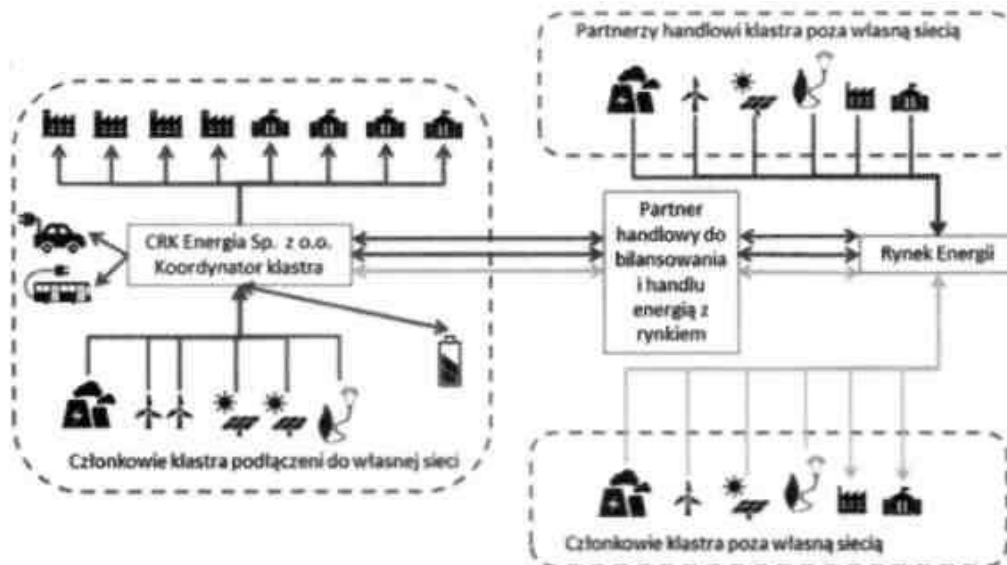 Partnerzy handlowi klastra poza własną siecią
CRK Energia Sp. z o.o.
Koordynator klastra
Partner
handlowy do
bilansowania
i handlu
energią z
rynkiem
Rynek Energii
Członkowie klastra podłączeni do własnej sieci
Członkowie klastra poza własną siecią